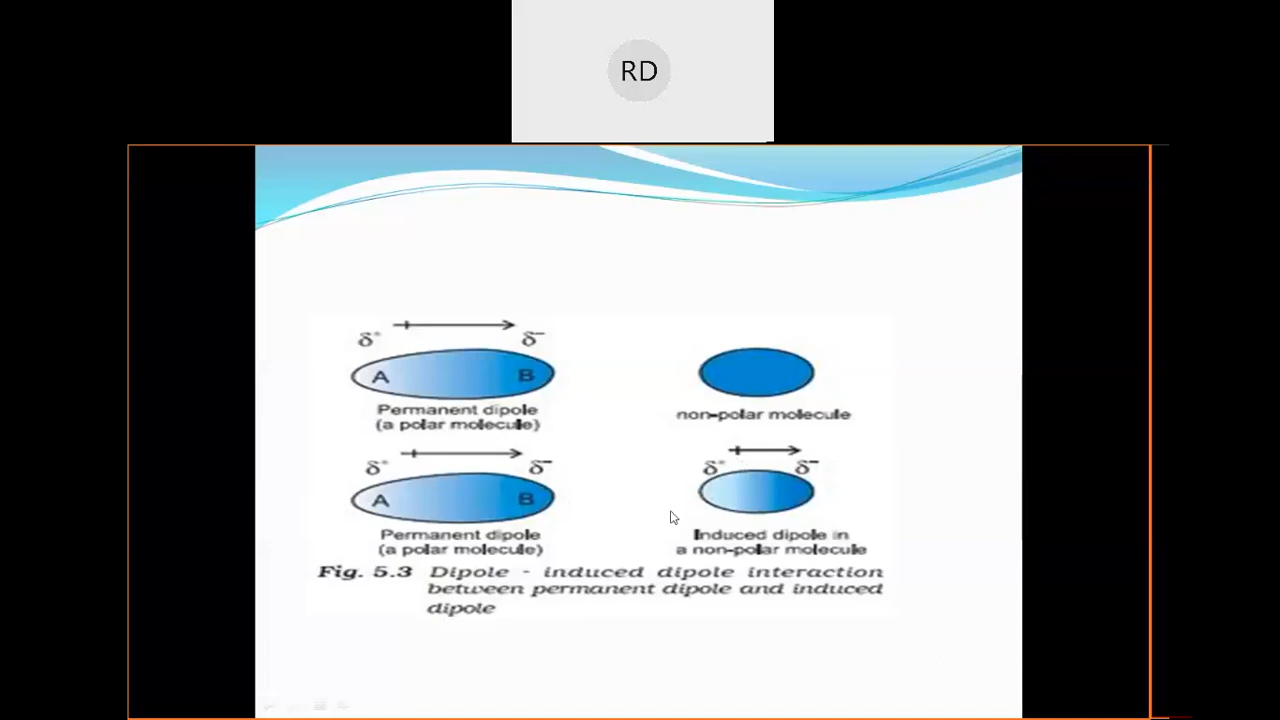 RD
δ⁺ δ⁻
A B
Permanent dipole
(a polar molecule)
non-polar molecule
δ⁺ δ⁻
δ⁺ δ⁻
A B
Permanent dipole
(a polar molecule)
Induced dipole in
a non-polar molecule
Fig. 5.3 Dipole - induced dipole interaction
between permanent dipole and induced
dipole